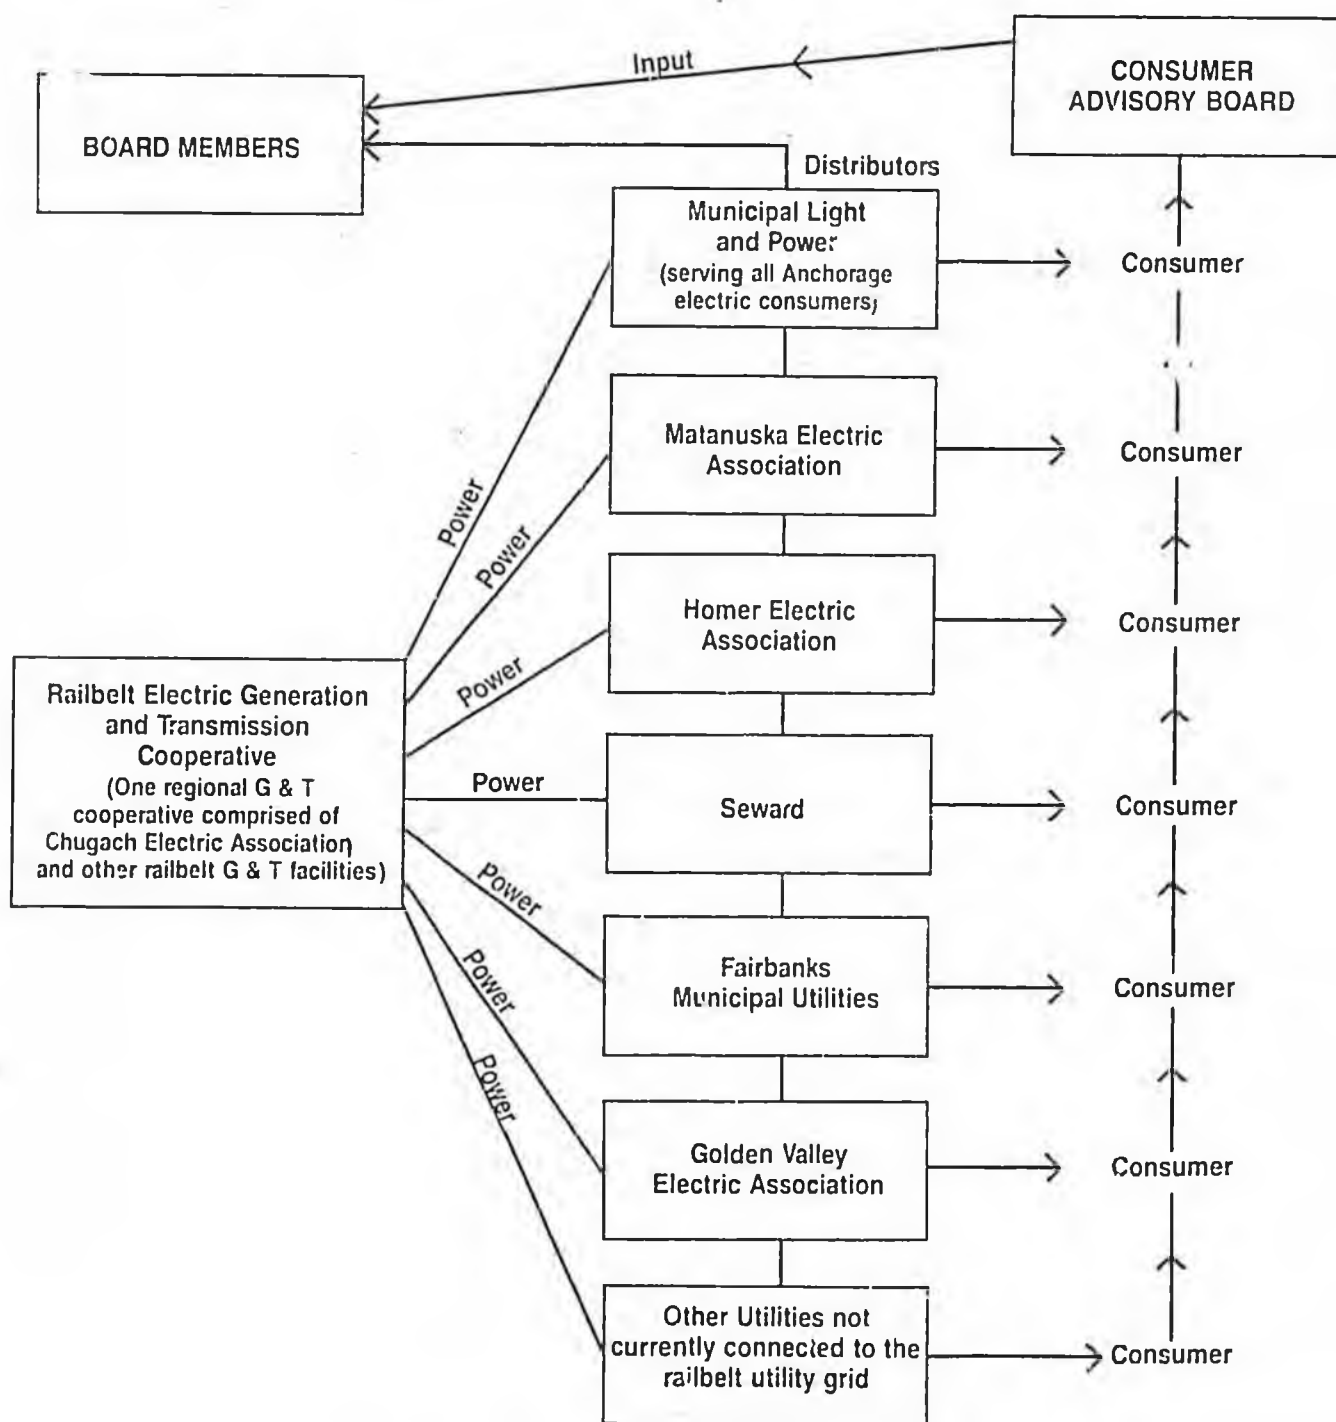 Input
CONSUMER
ADVISORY BOARD
BOARD MEMBERS
Distributors
Municipal Light
and Power
(serving all Anchorage
electric consumers)
Consumer
Matanuska Electric
Association
Consumer
Power
Power
Homer Electric
Association
Consumer
Power
Railbelt Electric Generation
and Transmission
Cooperative
(One regional G & T
cooperative comprised of
Chugach Electric Association
and other railbelt G & T facilities)
Power
Seward
Consumer
Power
Fairbanks
Municipal Utilities
Consumer
Power
Golden Valley
Electric Association
Consumer
Power
Other Utilities not
currently connected to the
railbelt utility grid
Consumer